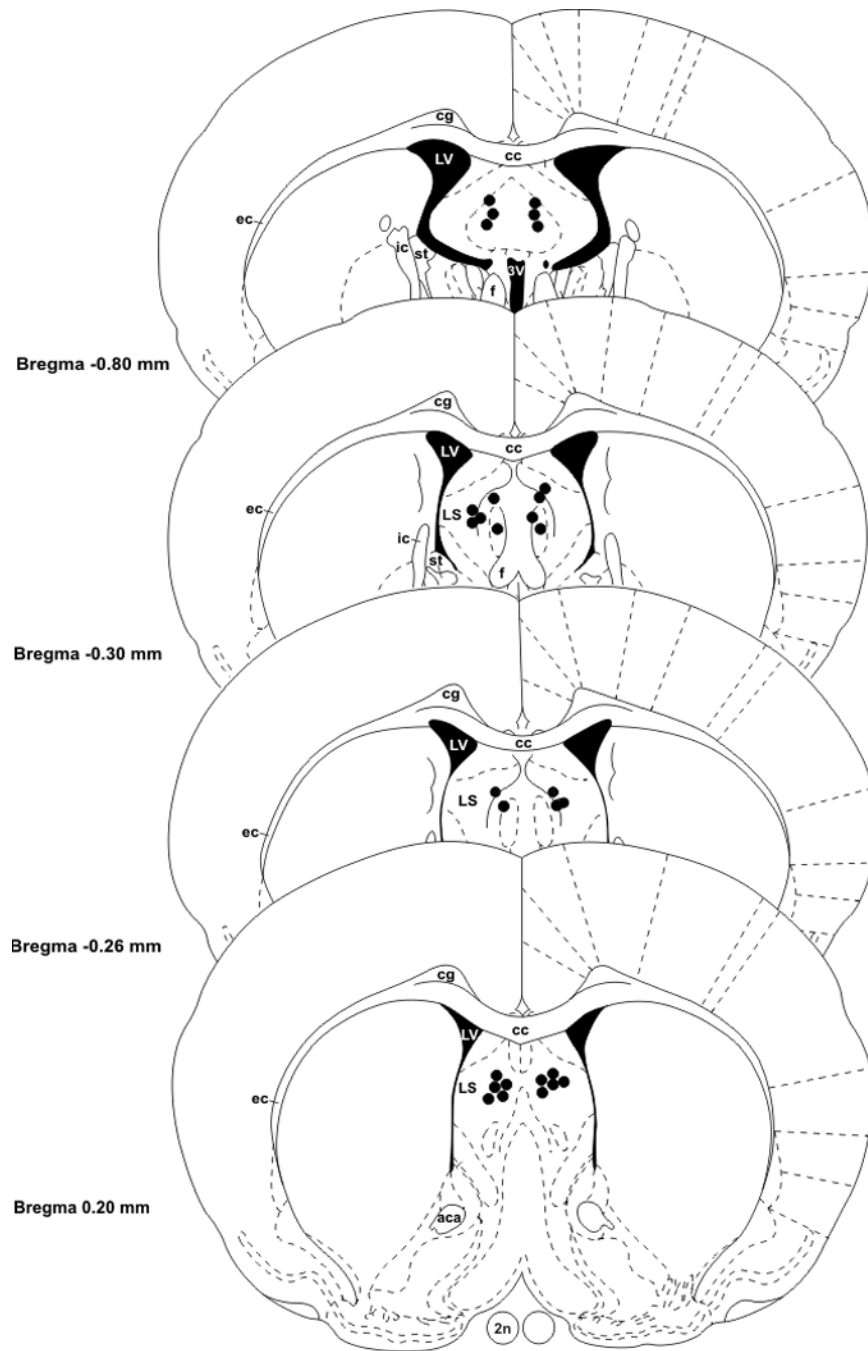 cg
LV
cc
ec
ic
st
3V
f
Bregma -0.80 mm
cg
LV
cc
ec
LS
ic
st
f
Bregma -0.30 mm
cg
LV
cc
LS
ec
Bregma -0.26 mm
cg
LV
cc
LS
ec
Bregma 0.20 mm
aca
2n